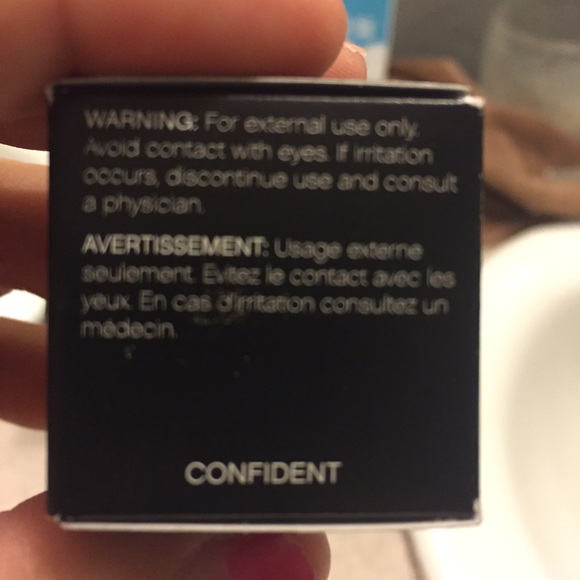 WARNING: For external use only.
Avoid contact with eyes. If irritation
occurs, discontinue use and consult
a physician.
AVERTISSEMENT: Usage externe
seulement. Evitez le contact avec les
yeux. En cas d'irritation consultez un
médecin.
CONFIDENT